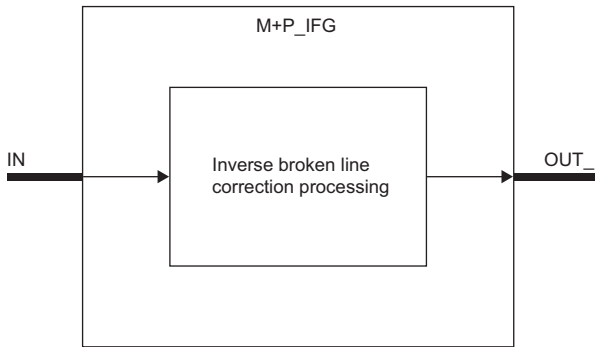 M+P_IFG
IN
Inverse broken line
correction processing
OUT_